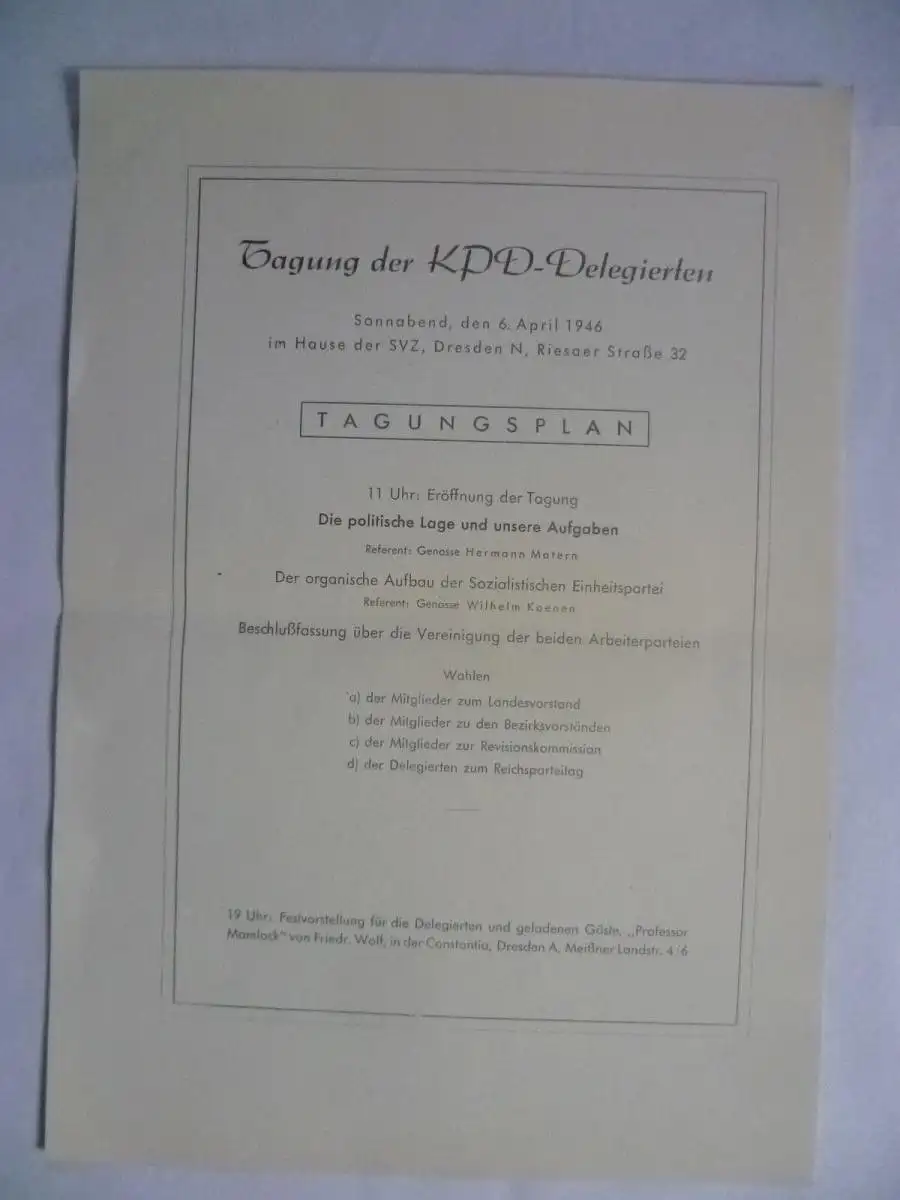 Tagung der KPD-Delegierten
Sonnabend, den 6. April 1946
im Hause der SVZ, Dresden N, Riesaer Straße 32
TAGUNGSPLAN
11 Uhr: Eröffnung der Tagung
Die politische Lage und unsere Aufgaben
Referent: Genosse Hermann Matern
Der organische Aufbau der Sozialistischen Einheitspartei
Referent: Genosse Wilhelm Koenen
Beschlußfassung über die Vereinigung der beiden Arbeiterparteien
Wahlen
a) der Mitglieder zum Landesvorstand
b) der Mitglieder zu den Bezirksvorständen
c) der Mitglieder zur Revisionskommission
d) der Delegierten zum Reichsparteitag
19 Uhr: Festvorstellung für die Delegierten und geladenen Gäste, „Professor
Mamlock" von Friedr. Wolf, in der Constantia, Dresden A, Meißner Landstr. 4/6